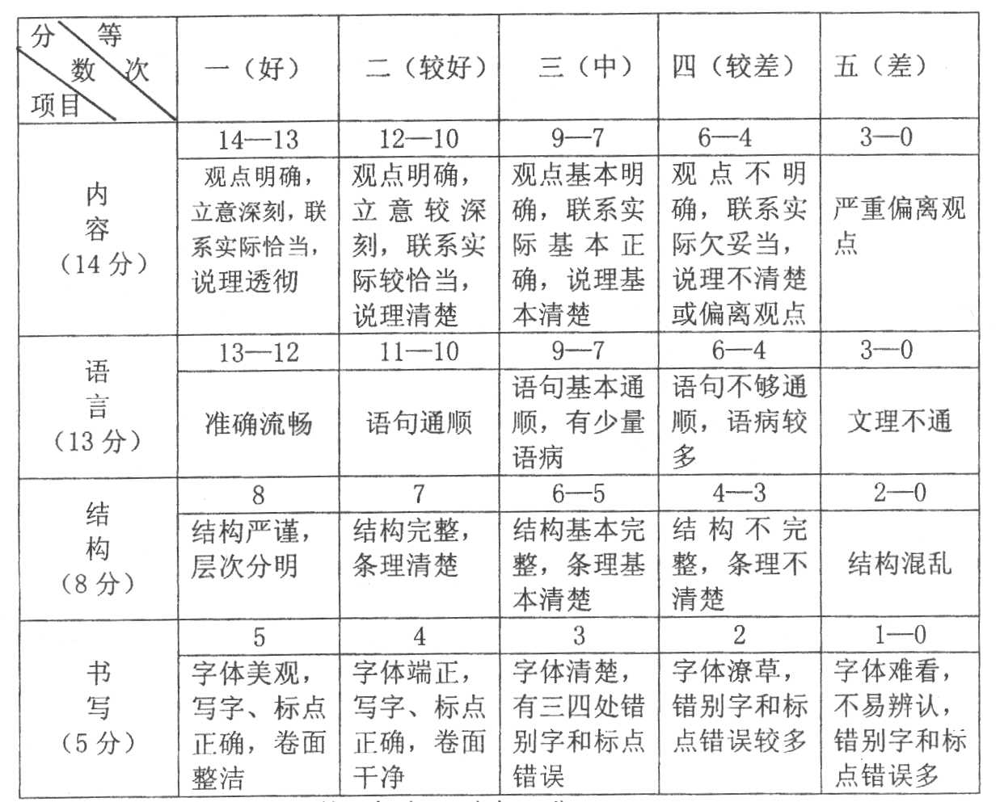 分 等
数 次
项目
一（好）
二（较好）
三（中）
四（较差）
五（差）
内
容
（14分）
14—13
12—10
9—7
6—4
3—0
观点明确，
立意深刻，联
系实际恰当，
说理透彻
观点明确，
立意较深
刻，联系实
际较恰当，
说理清楚
观点基本明
确，联系实
际基本正
确，说理基
本清楚
观点不明
确，联系实
际欠妥当，
说理不清楚
或偏离观点
严重偏离观
点
语
言
（13分）
13—12
11—10
9—7
6—4
3—0
准确流畅
语句通顺
语句基本通
顺，有少量
语病
语句不够通
顺，语病较
多
文理不通
结
构
（8分）
8
7
6—5
4—3
2—0
结构严谨，
层次分明
结构完整，
条理清楚
结构基本完
整，条理基
本清楚
结构不完
整，条理不
清楚
结构混乱
书
写
（5分）
5
4
3
2
1—0
字体美观，
写字、标点
正确，卷面
整洁
字体端正，
写字、标点
正确，卷面
干净
字体清楚，
有三四处错
别字和标点
错误
字体潦草，
错别字和标
点错误较多
字体难看，
不易辨认，
错别字和标
点错误多